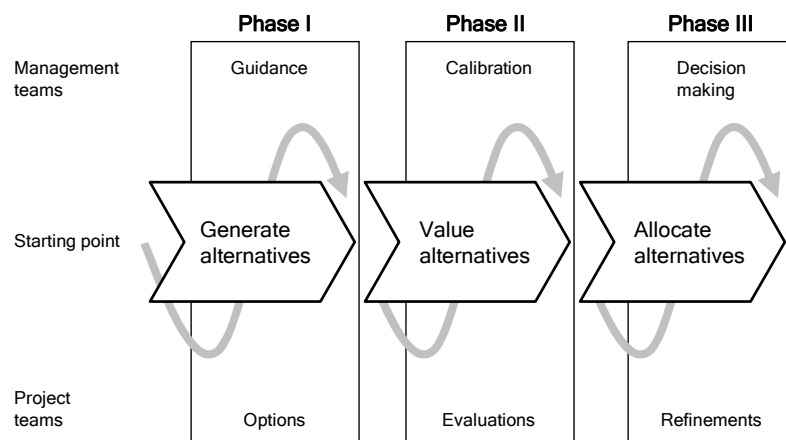 Phase I
Phase II
Phase III
Management
teams
Guidance
Calibration
Decision
making
Starting point
Generate
alternatives
Value
alternatives
Allocate
alternatives
Project
teams
Options
Evaluations
Refinements